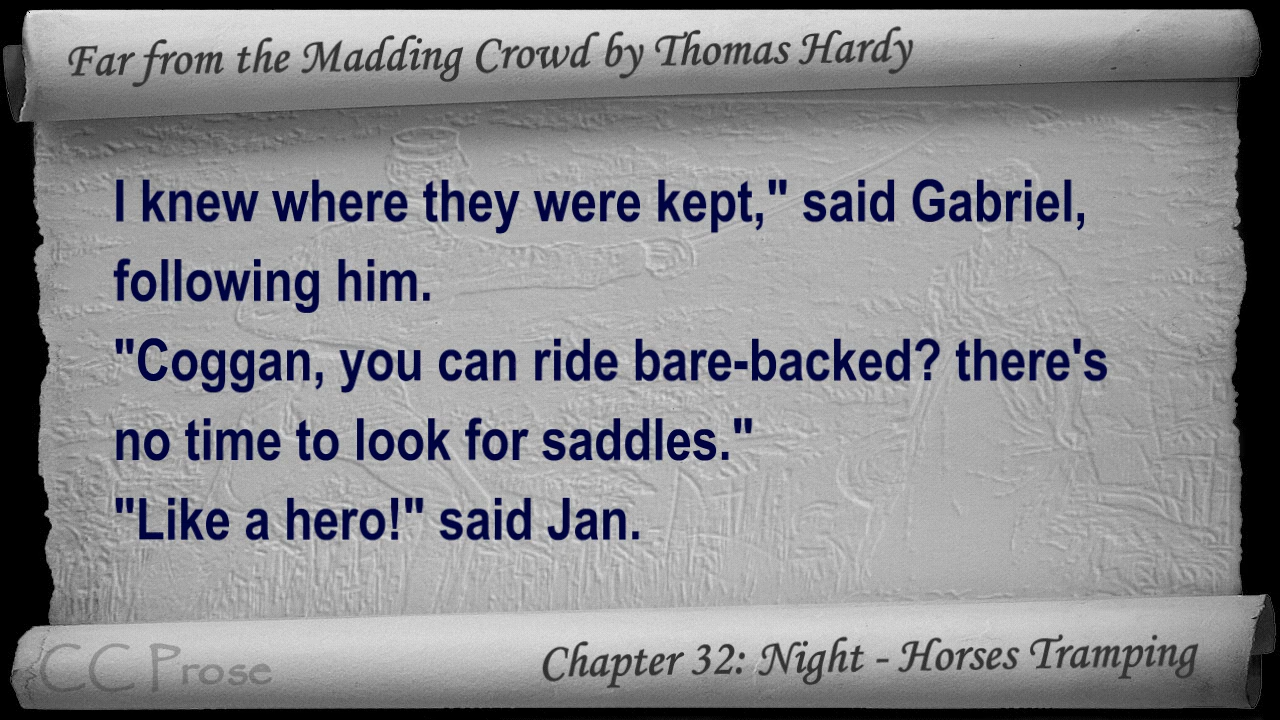 Far from the Madding Crowd by Thomas Hardy
I knew where they were kept," said Gabriel,
following him.
"Coggan, you can ride bare-backed? there's
no time to look for saddles."
"Like a hero!" said Jan.
CC Prose
Chapter 32: Night - Horses Tramping